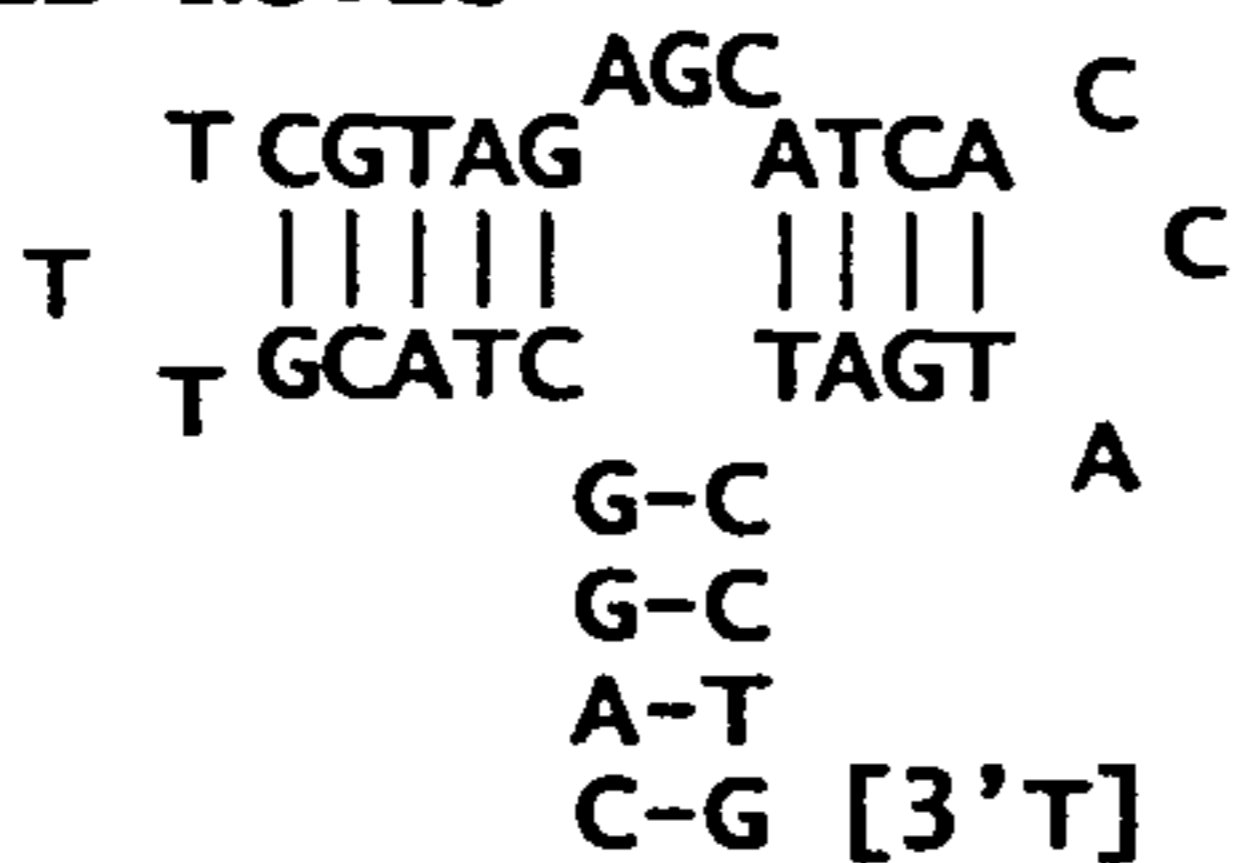 AGC
C
T CGTAG ATCA
T C
T GCATC TAGT
A
G-C
G-C
A-T
C-G [3'T]